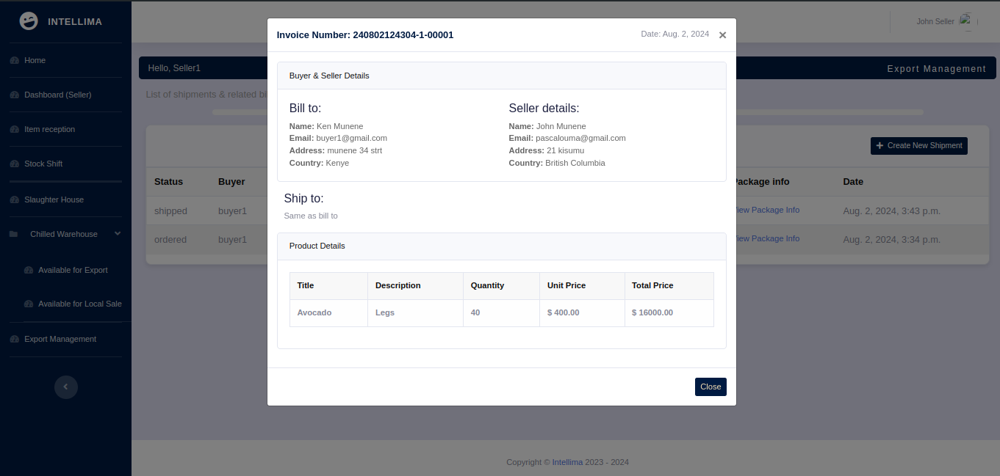 INTELLIMA
Home
Dashboard (Seller)
Item reception
Stock Shift
Slaughter House
Chilled Warehouse
Available for Export
Available for Local Sale
Export Management
John Seller
Hello, Seller1
Export Management
List of shipments & related
Create New Shipment
Status Buyer Package info Date
shipped buyer1 View Package Info Aug. 2, 2024, 3:43 p.m.
ordered buyer1 View Package Info Aug. 2, 2024, 3:34 p.m.
Invoice Number: 240802124304-1-00001
Date: Aug. 2, 2024 ×
Buyer & Seller Details
Bill to:
Name: Ken Munene
Email: buyer1@gmail.com
Address: munene 34 strt
Country: Kenye
Seller details:
Name: John Munene
Email: pascalouma@gmail.com
Address: 21 kisumu
Country: British Columbia
Ship to:
Same as bill to
Product Details
Title Description Quantity Unit Price Total Price
Avocado Legs 40 $ 400.00 $ 16000.00
Close
Copyright © Intellima 2023 - 2024